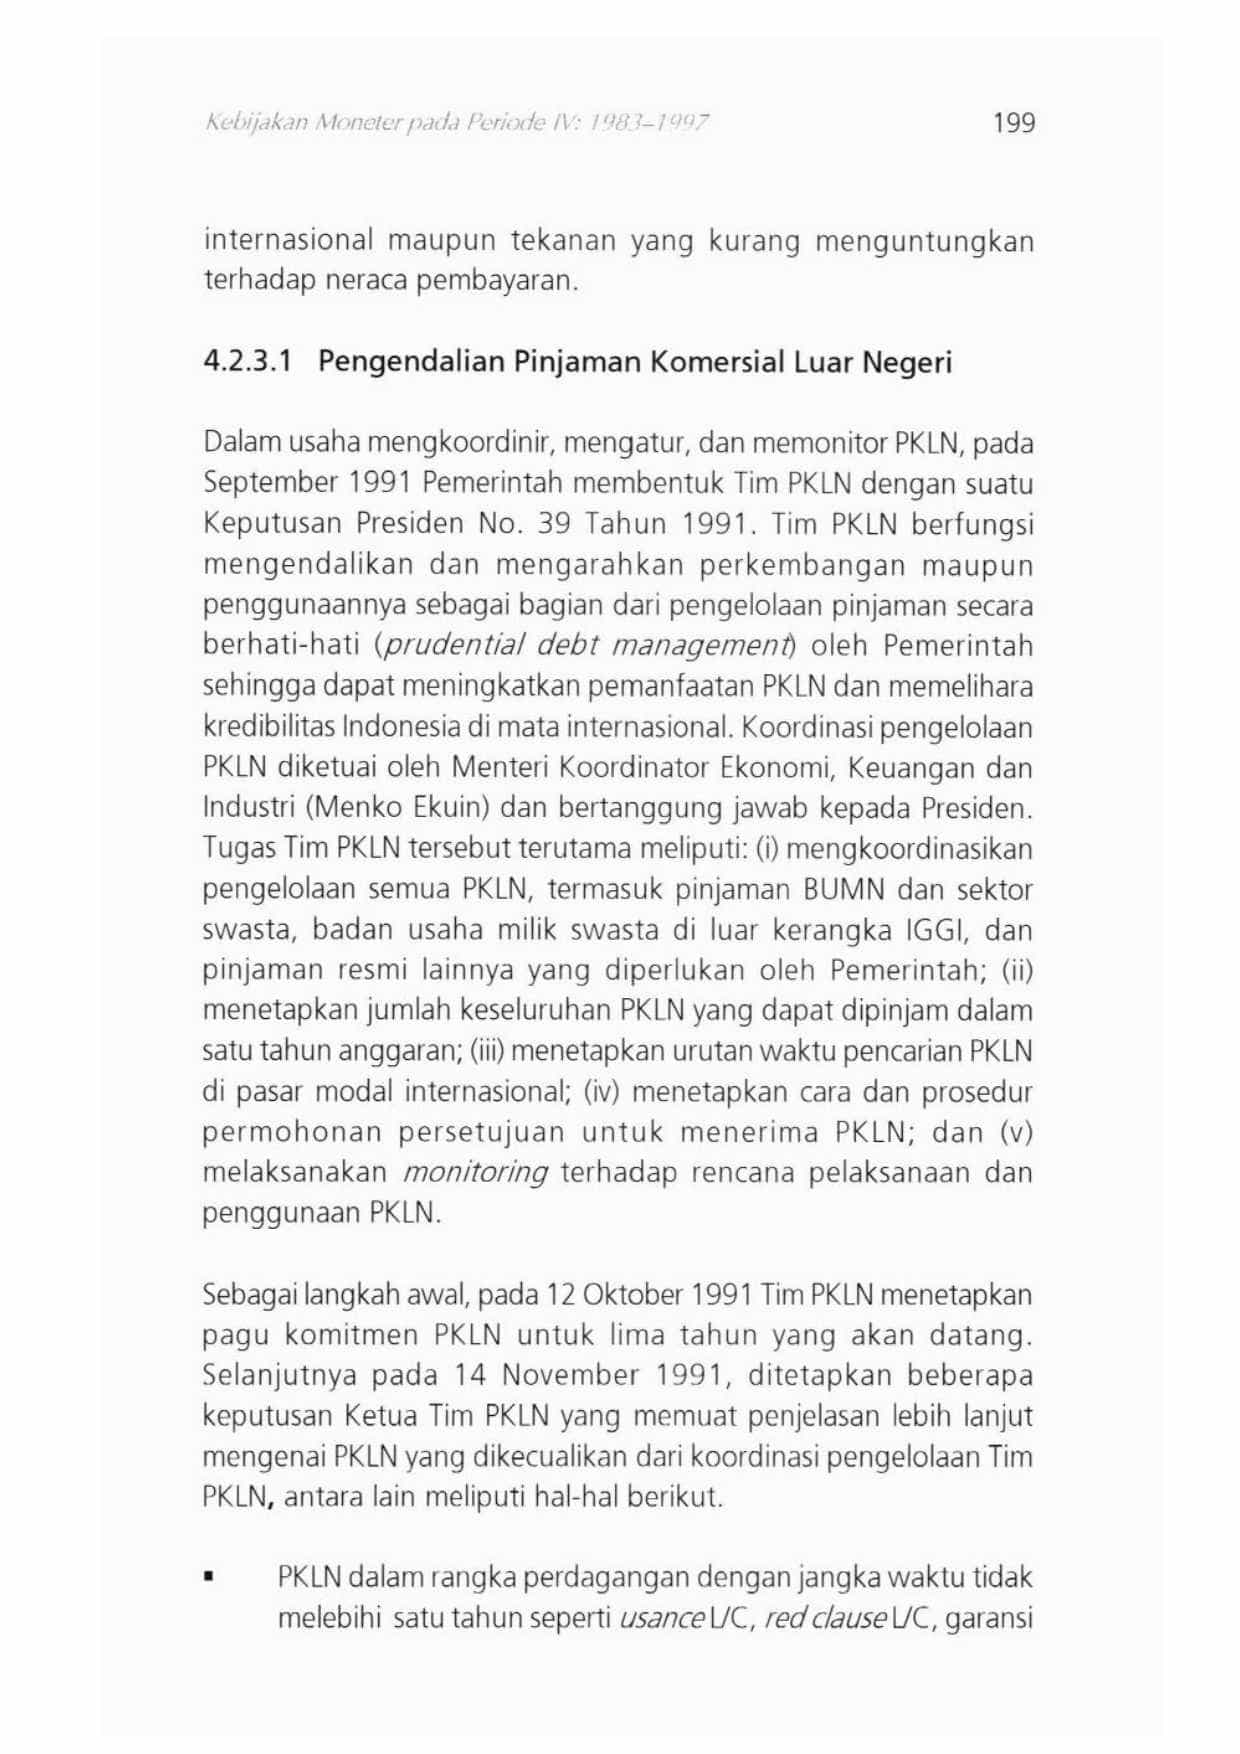 Kebijakan Moneter pada Periode IV: 1983–1997 199
internasional maupun tekanan yang kurang menguntungkan
terhadap neraca pembayaran.
4.2.3.1 Pengendalian Pinjaman Komersial Luar Negeri
Dalam usaha mengkoordinir, mengatur, dan memonitor PKLN, pada
September 1991 Pemerintah membentuk Tim PKLN dengan suatu
Keputusan Presiden No. 39 Tahun 1991. Tim PKLN berfungsi
mengendalikan dan mengarahkan perkembangan maupun
penggunaannya sebagai bagian dari pengelolaan pinjaman secara
berhati-hati (prudential debt management) oleh Pemerintah
sehingga dapat meningkatkan pemanfaatan PKLN dan memelihara
kredibilitas Indonesia di mata internasional. Koordinasi pengelolaan
PKLN diketuai oleh Menteri Koordinator Ekonomi, Keuangan dan
Industri (Menko Ekuin) dan bertanggung jawab kepada Presiden.
Tugas Tim PKLN tersebut terutama meliputi: (i) mengkoordinasikan
pengelolaan semua PKLN, termasuk pinjaman BUMN dan sektor
swasta, badan usaha milik swasta di luar kerangka IGGI, dan
pinjaman resmi lainnya yang diperlukan oleh Pemerintah; (ii)
menetapkan jumlah keseluruhan PKLN yang dapat dipinjam dalam
satu tahun anggaran; (iii) menetapkan urutan waktu pencarian PKLN
di pasar modal internasional; (iv) menetapkan cara dan prosedur
permohonan persetujuan untuk menerima PKLN; dan (v)
melaksanakan monitoring terhadap rencana pelaksanaan dan
penggunaan PKLN.
Sebagai langkah awal, pada 12 Oktober 1991 Tim PKLN menetapkan
pagu komitmen PKLN untuk lima tahun yang akan datang.
Selanjutnya pada 14 November 1991, ditetapkan beberapa
keputusan Ketua Tim PKLN yang memuat penjelasan lebih lanjut
mengenai PKLN yang dikecualikan dari koordinasi pengelolaan Tim
PKLN, antara lain meliputi hal-hal berikut.
▪ PKLN dalam rangka perdagangan dengan jangka waktu tidak
melebihi satu tahun seperti usance L/C, red clause L/C, garansi